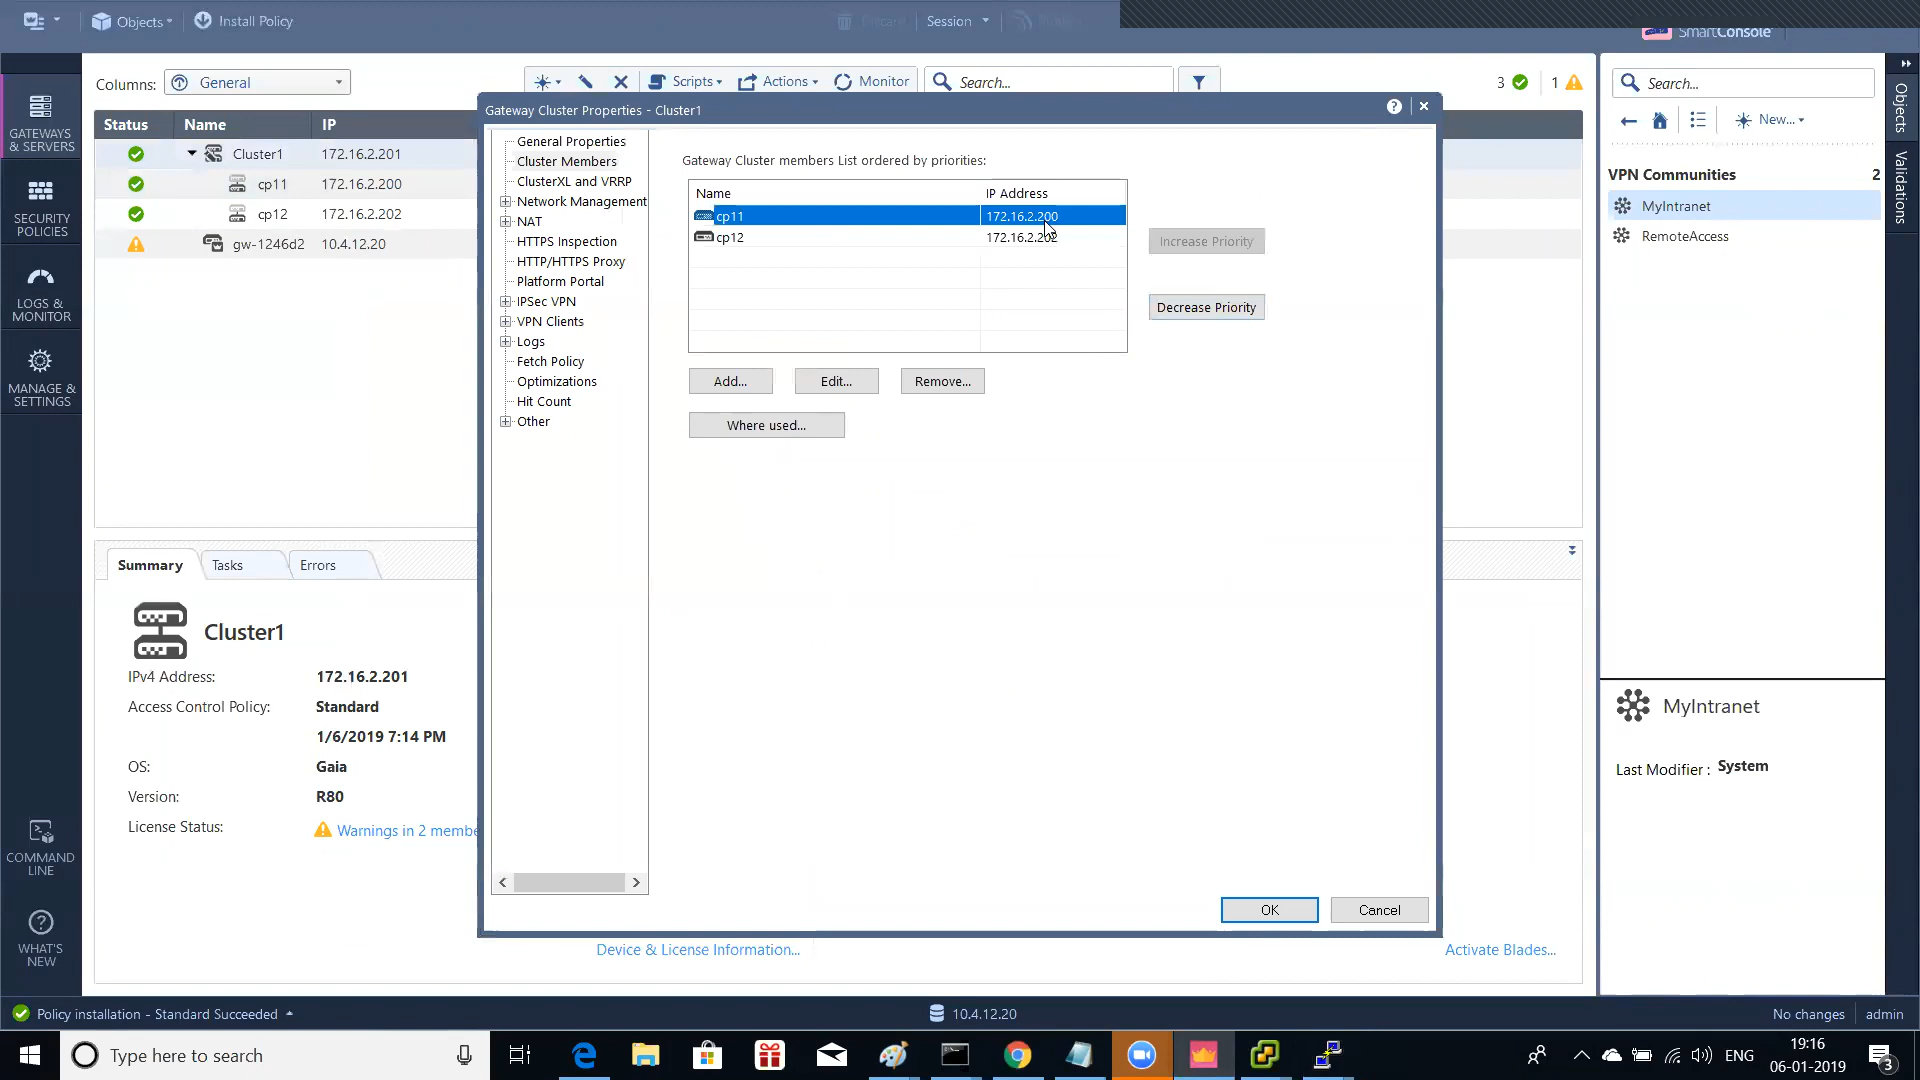 Objects
Install Policy
Discard
Session
SmartConsole
Columns:
General
Scripts
Actions
Monitor
Search...
3
1
Search...
Status Name IP
Cluster1 172.16.2.201
cp11 172.16.2.200
cp12 172.16.2.202
gw-1246d2 10.4.12.20
GATEWAYS
& SERVERS
SECURITY
POLICIES
LOGS &
MONITOR
MANAGE &
SETTINGS
COMMAND
LINE
WHAT'S
NEW
Gateway Cluster Properties - Cluster1
General Properties
Cluster Members
ClusterXL and VRRP
Network Management
NAT
HTTPS Inspection
HTTP/HTTPS Proxy
Platform Portal
IPSec VPN
VPN Clients
Logs
Fetch Policy
Optimizations
Hit Count
Other
Gateway Cluster members List ordered by priorities:
Name IP Address
cp11 172.16.2.200
cp12 172.16.2.202
Increase Priority
Decrease Priority
Add...
Edit...
Remove...
Where used...
OK
Cancel
New...
VPN Communities 2
MyIntranet
RemoteAccess
Objects
Validations
MyIntranet
Last Modifier : System
Summary
Tasks
Errors
Cluster1
IPv4 Address: 172.16.2.201
Access Control Policy: Standard
1/6/2019 7:14 PM
OS: Gaia
Version: R80
License Status: Warnings in 2 membe
Device & License Information...
Activate Blades...
Policy installation - Standard Succeeded
10.4.12.20
No changes
admin
Type here to search
ENG
19:16
06-01-2019
3